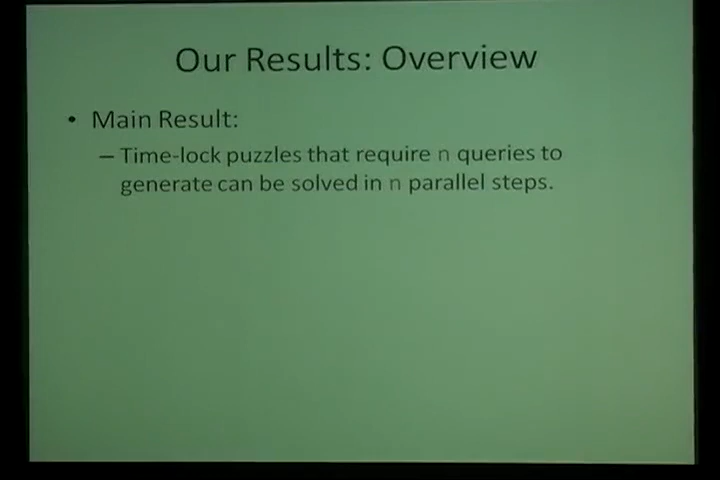 Our Results: Overview
• Main Result:
– Time-lock puzzles that require n queries to
generate can be solved in n parallel steps.